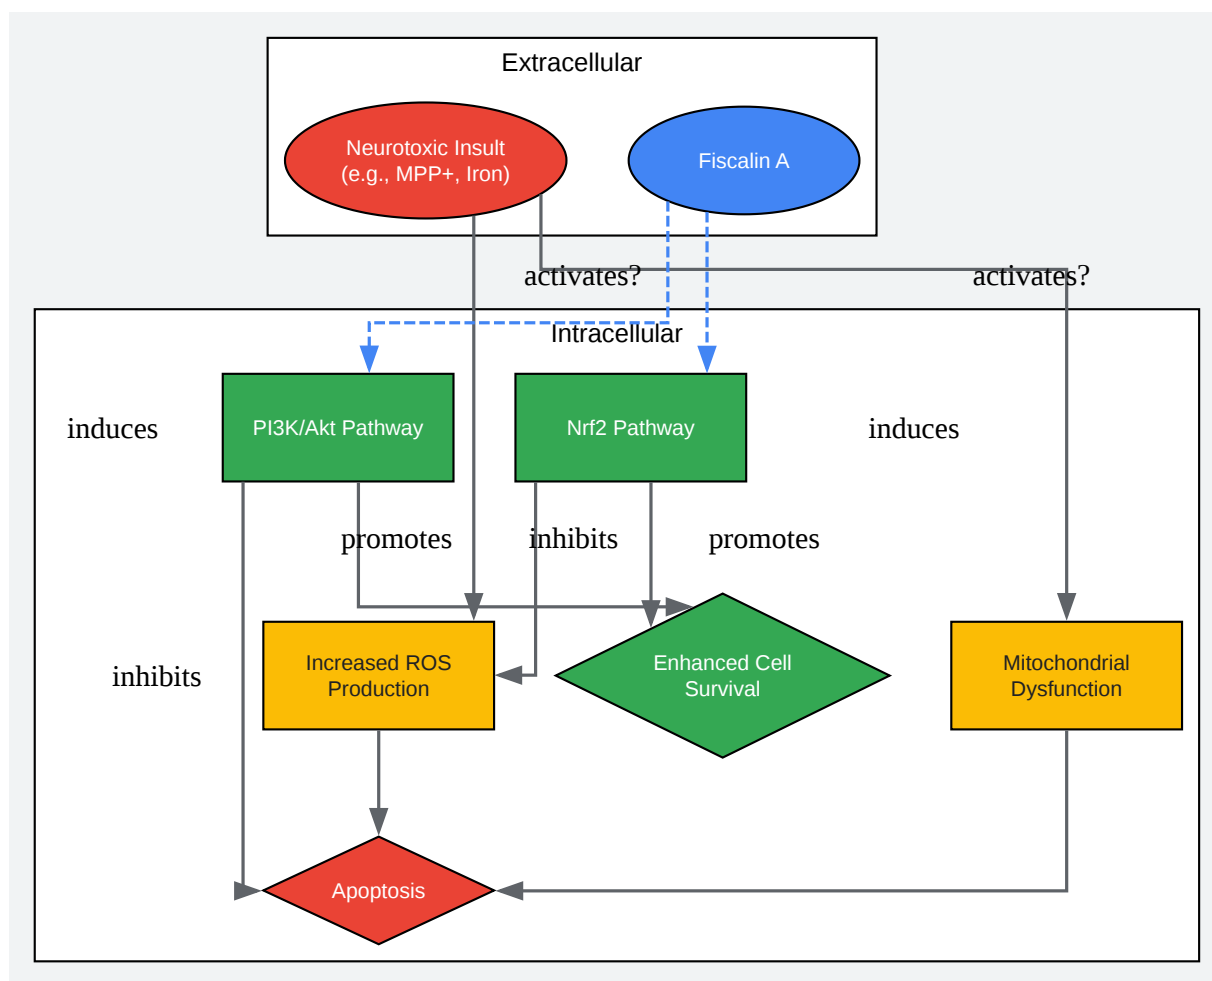 Extracellular
Neurotoxic Insult
(e.g., MPP+, Iron)
Fiscalin A
activates?
activates?
Intracellular
induces
PI3K/Akt Pathway
Nrf2 Pathway
induces
promotes
inhibits
promotes
inhibits
Increased ROS
Production
Enhanced Cell
Survival
Mitochondrial
Dysfunction
Apoptosis